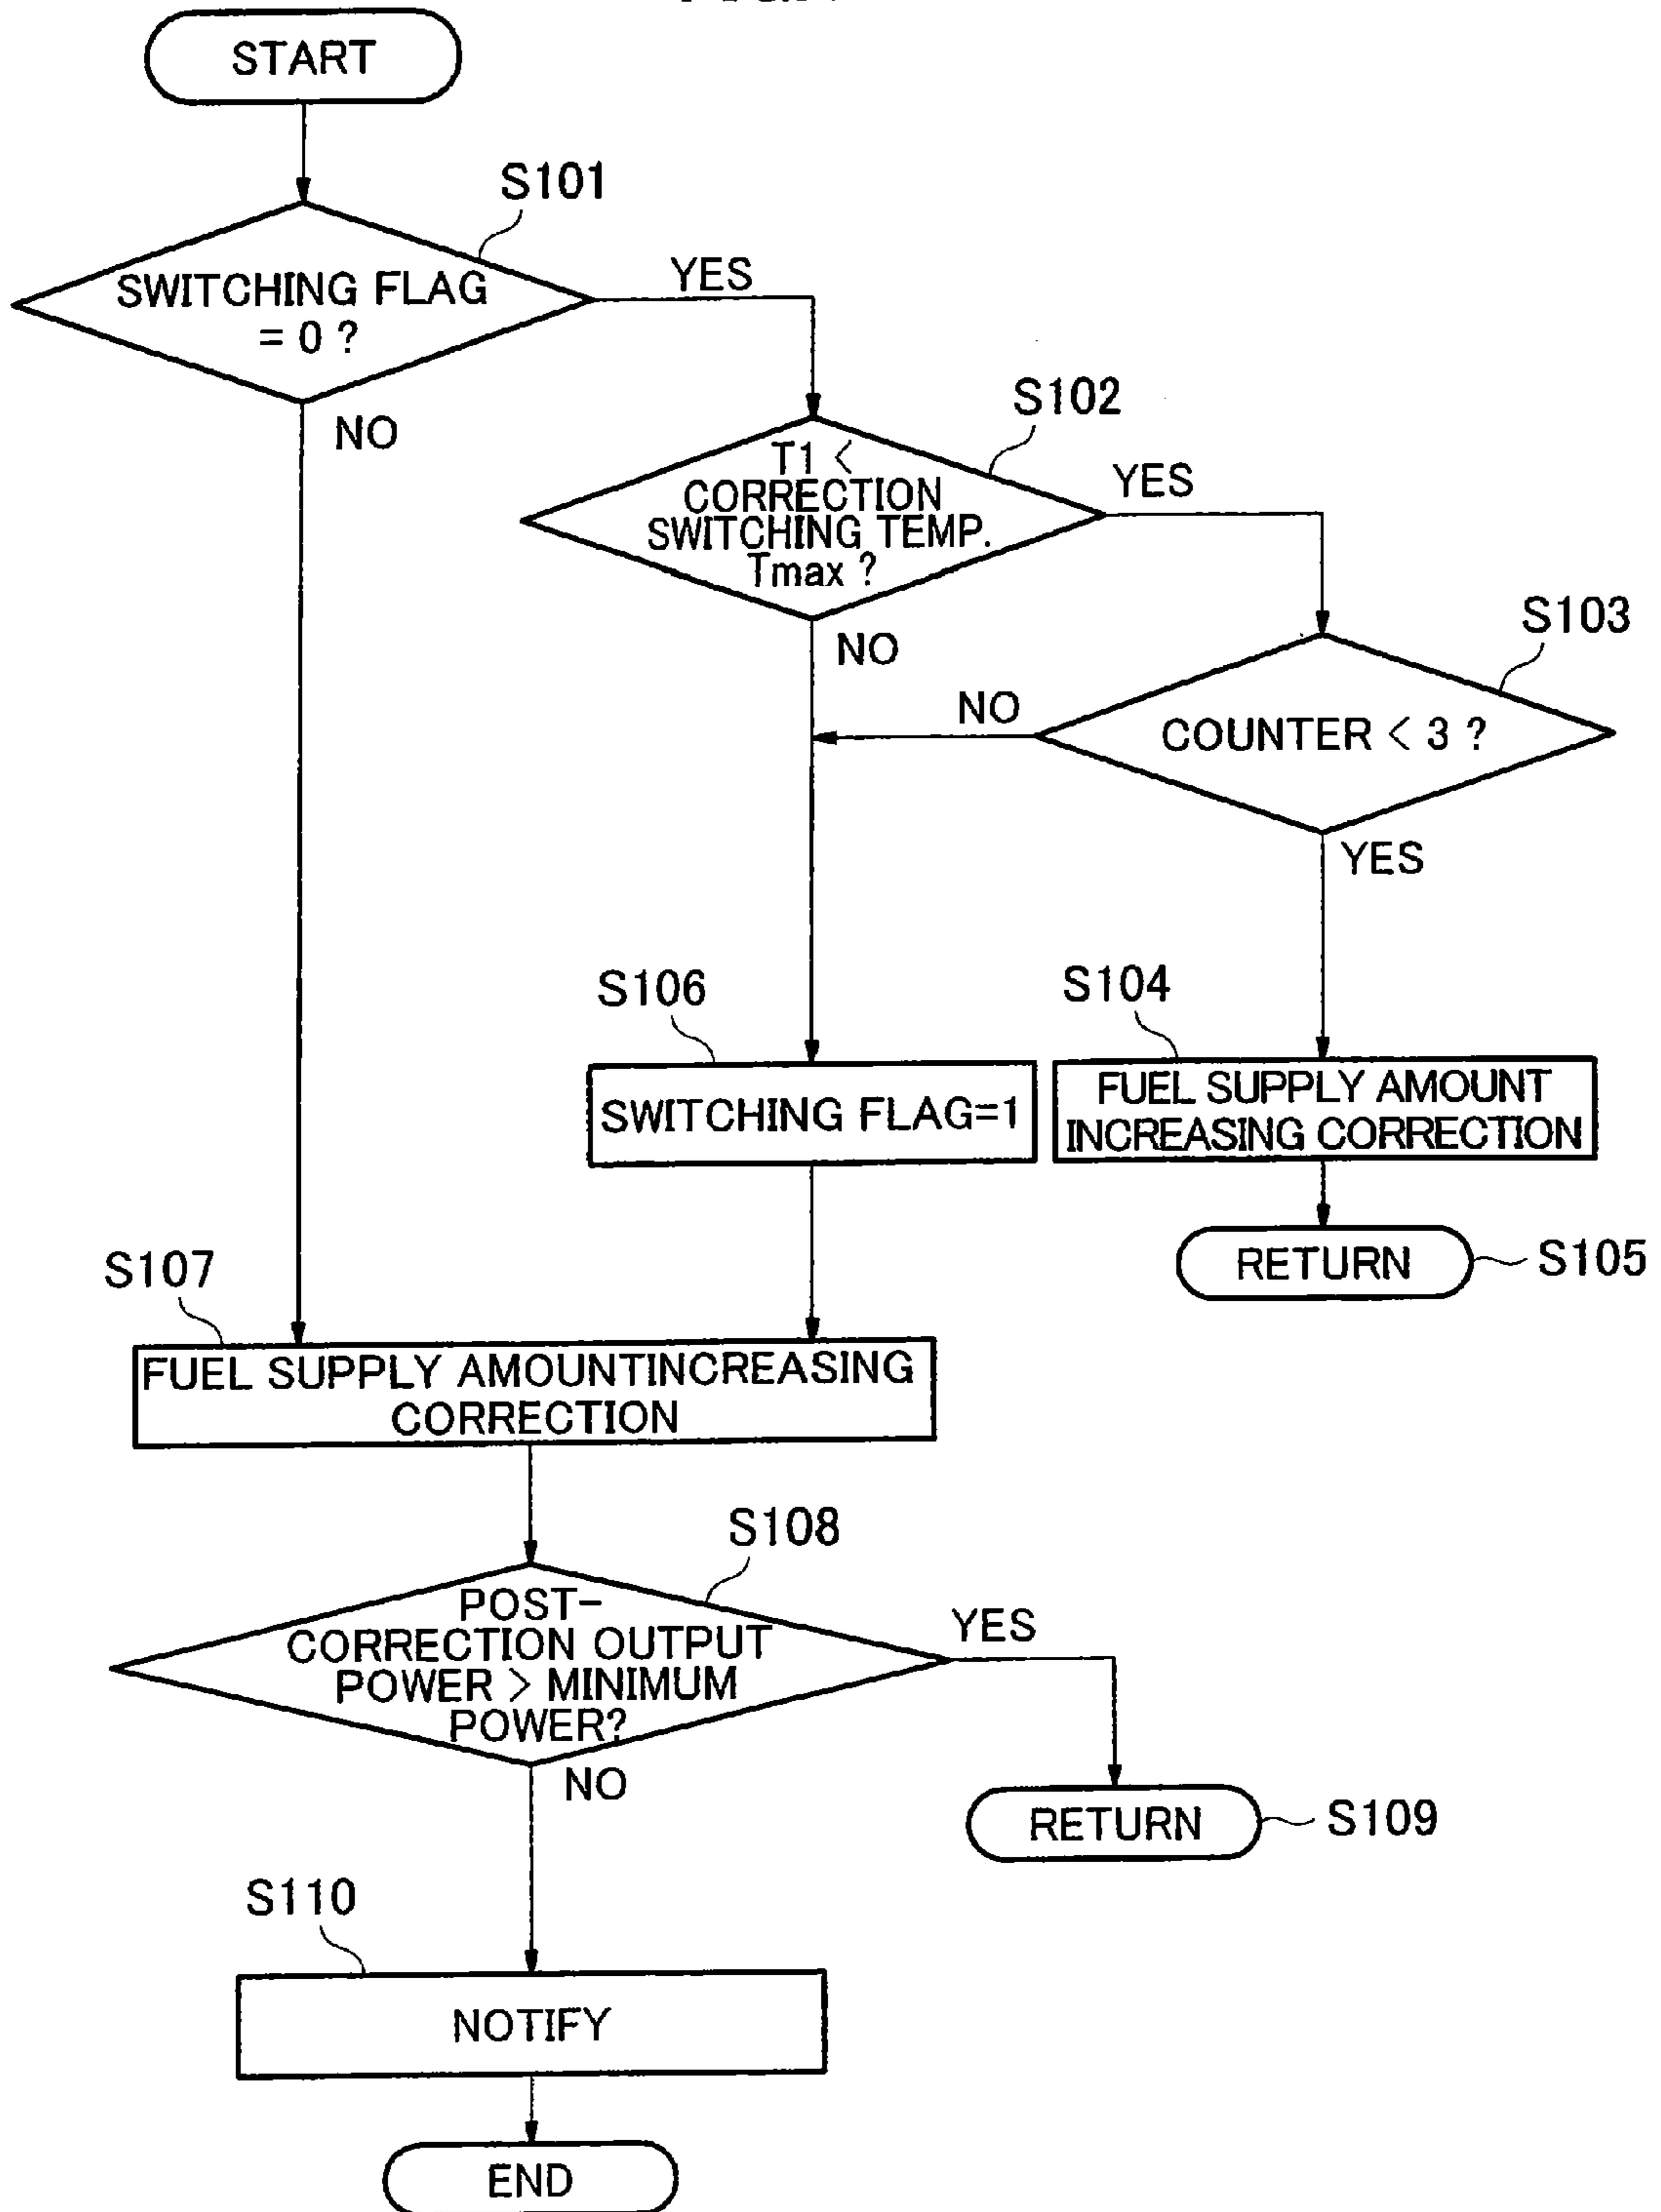 START
S101
SWITCHING FLAG
= 0 ?
YES
NO
S102
T1 <
CORRECTION
SWITCHING TEMP.
Tmax ?
YES
NO
S103
COUNTER < 3 ?
NO
YES
S106
SWITCHING FLAG=1
S104
FUEL SUPPLY AMOUNT
INCREASING CORRECTION
RETURN
S105
S107
FUEL SUPPLY AMOUNTINCREASING
CORRECTION
S108
POST-
CORRECTION OUTPUT
POWER > MINIMUM
POWER?
YES
NO
RETURN
S109
S110
NOTIFY
END